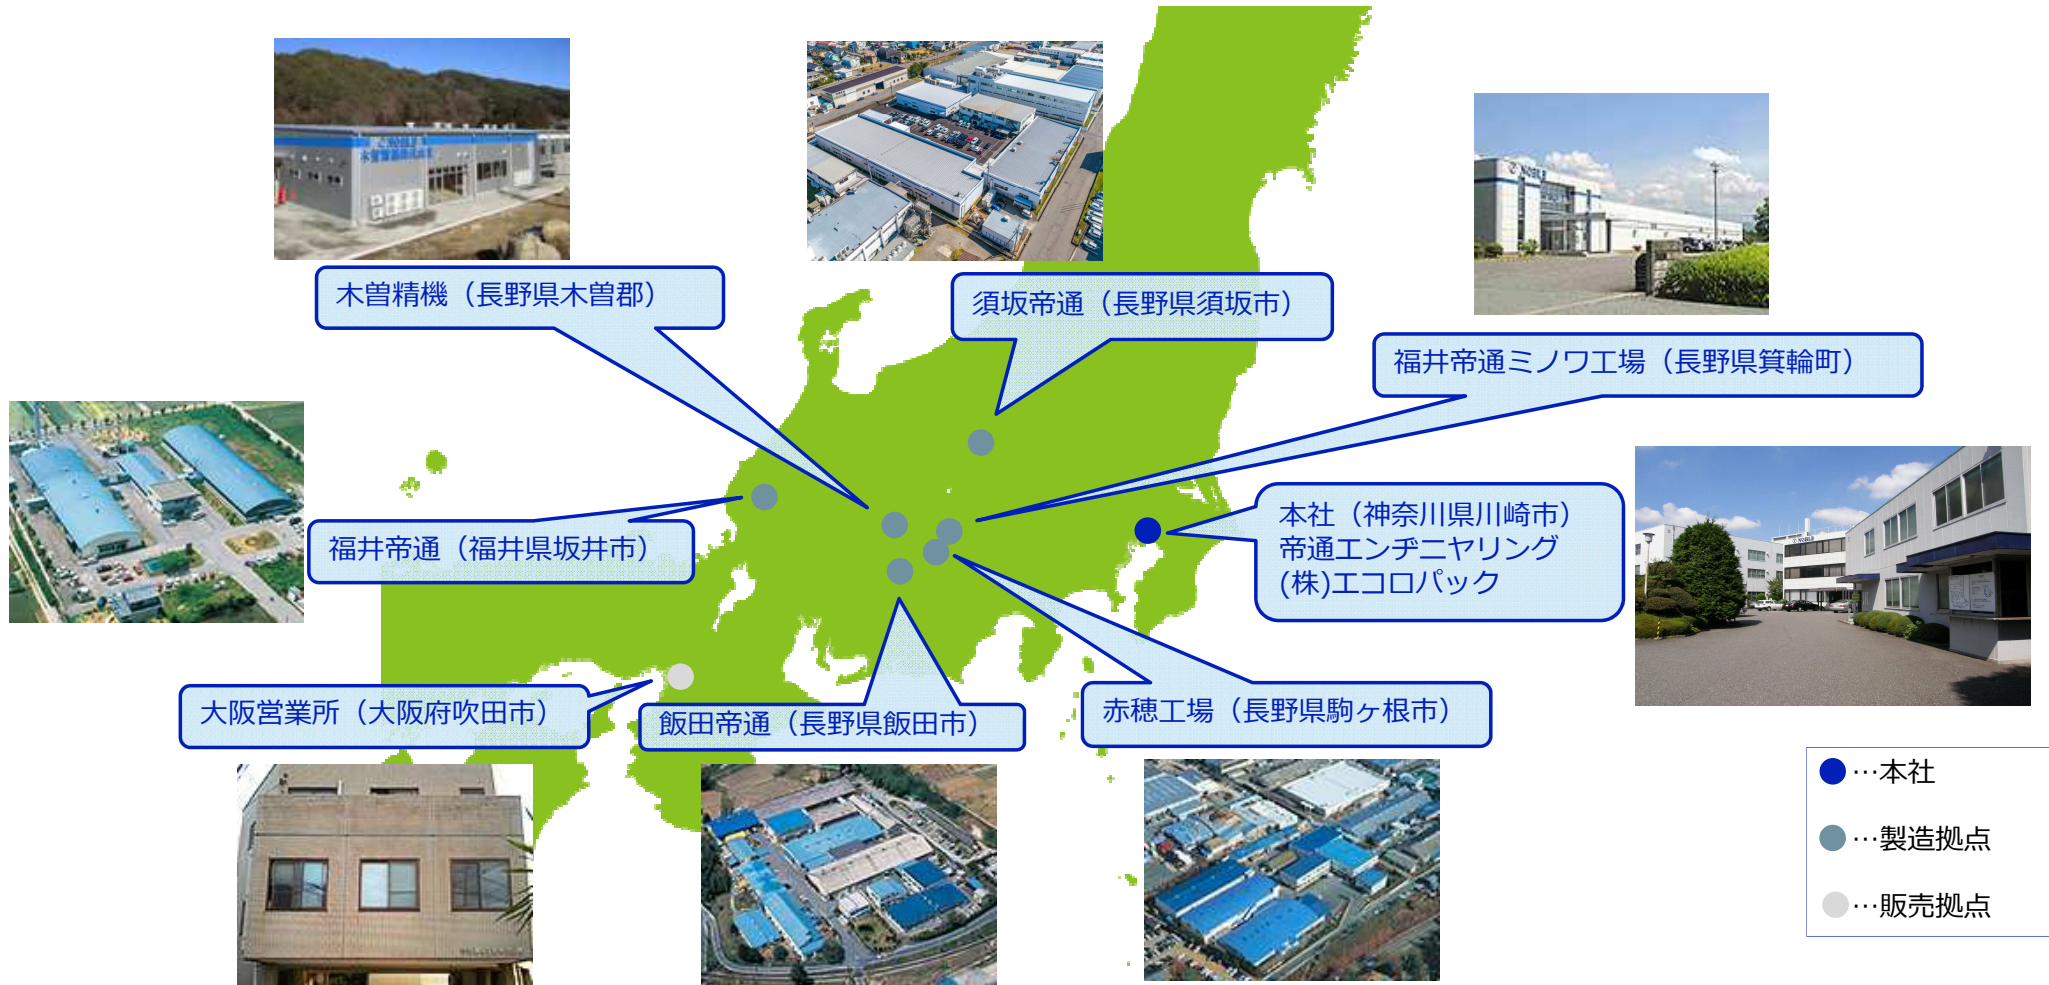 木曽精機（長野県木曽郡）
須坂帝通（長野県須坂市）
NOBLE
福井帝通ミノワ工場（長野県箕輪町）
福井帝通（福井県坂井市）
本社（神奈川県川崎市）
帝通エンヂニヤリング
(株)エコロパック
大阪営業所（大阪府吹田市）
飯田帝通（長野県飯田市）
赤穂工場（長野県駒ヶ根市）
…本社
…製造拠点
…販売拠点